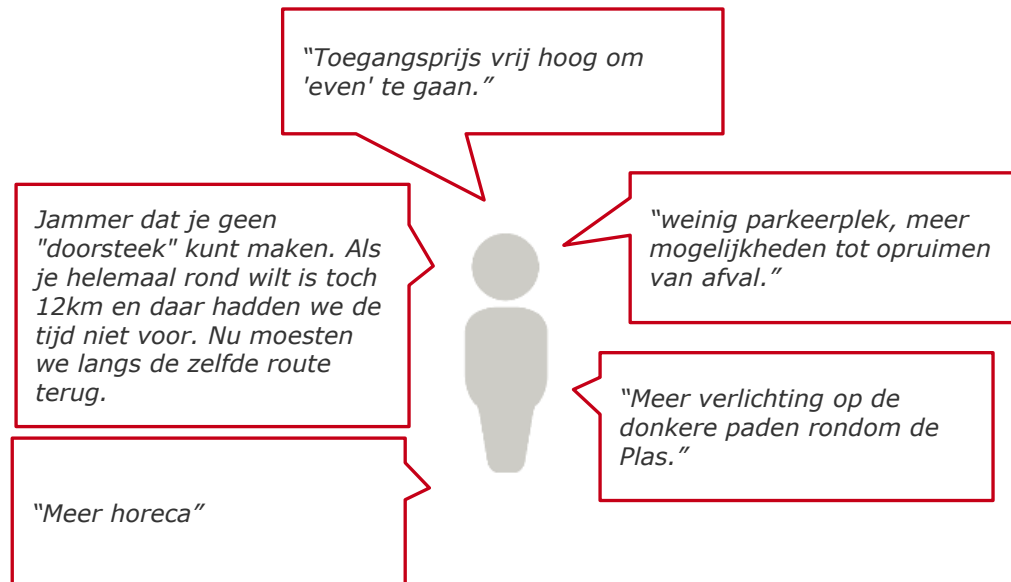 “Toegangsprijs vrij hoog om
'even' te gaan.”
Jammer dat je geen
"doorsteek" kunt maken. Als
je helemaal rond wilt is toch
12km en daar hadden we de
tijd niet voor. Nu moesten
we langs de zelfde route
terug.
“weinig parkeerplek, meer
mogelijkheden tot opruimen
van afval.”
“Meer verlichting op de
donkere paden rondom de
Plas.”
“Meer horeca”